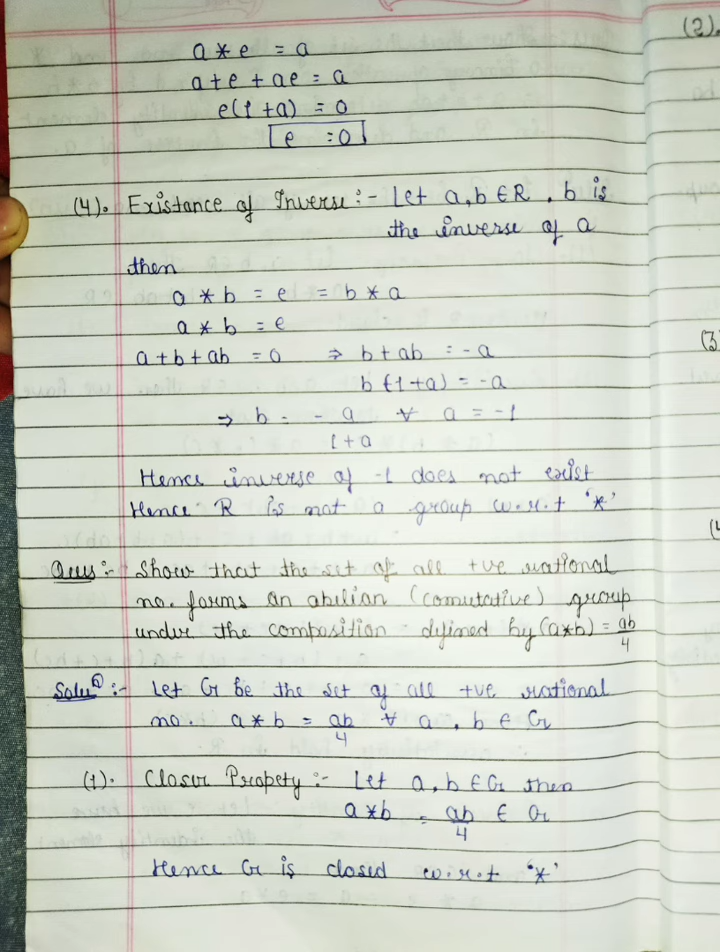 (2).
a * e = a
a + e + ae = a
e(1 + a) = 0
[e = 0]
(4). Existance of Inverse :- Let a, b ∈ R , b is
the inverse of a
then
a * b = e = b * a
a * b = e
a + b + ab = 0 ⇒ b + ab = -a
b(1+a) = -a
⇒ b = - a/(1+a) ∀ a = -1
Hence inverse of -1 does not exist
Hence R is not a group w.r.t '*'
Ques :- Show that the set of all +ve rational
no. forms an abilian (comutative) group
under the composition defined by (a*b) = ab/4
Soluⁿ :- Let G be the set of all +ve rational
no. a * b = ab/4 ∀ a, b ∈ G
(1). Closur Propety :- Let a, b ∈ G then
a*b = ab/4 ∈ G
Hence G is closed w.r.t '*'